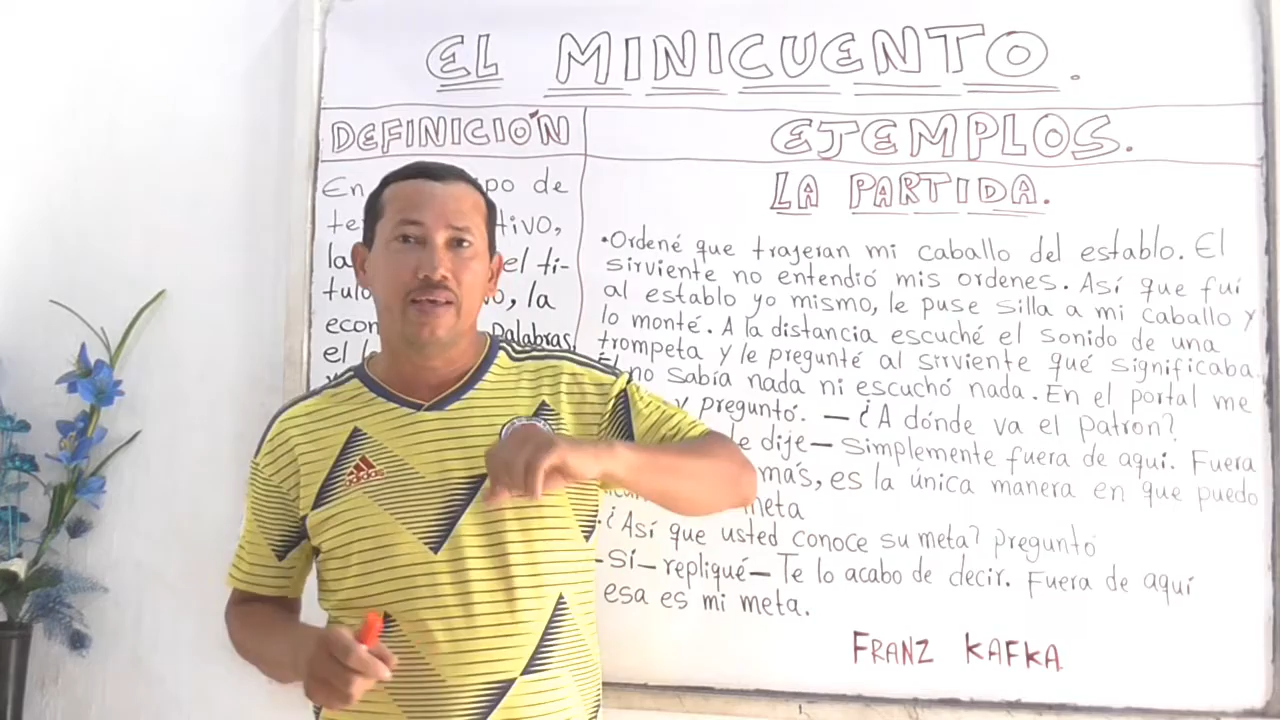 EL MINICUENTO.
DEFINICIÓN
En po de
te tivo,
la el tí-
tulo o, la
econ Palabras,
el
EJEMPLOS.
LA PARTIDA.
•Ordené que trajeran mi caballo del establo. El
sirviente no entendió mis ordenes. Así que fuí
al establo yo mismo, le puse silla a mi caballo y
lo monté. A la distancia escuché el sonido de una
trompeta y le pregunté al sirviente qué significaba.
Él no sabía nada ni escuchó nada. En el portal me
y preguntó. — ¿A dónde va el Patron?
le dije — Simplemente fuera de aquí. Fuera
más, es la única manera en que puedo
meta
.¿Así que usted conoce su meta? Preguntó
-Sí — repliqué — Te lo acabo de decir. Fuera de aquí
esa es mi meta.
FRANZ KAFKA
adidas